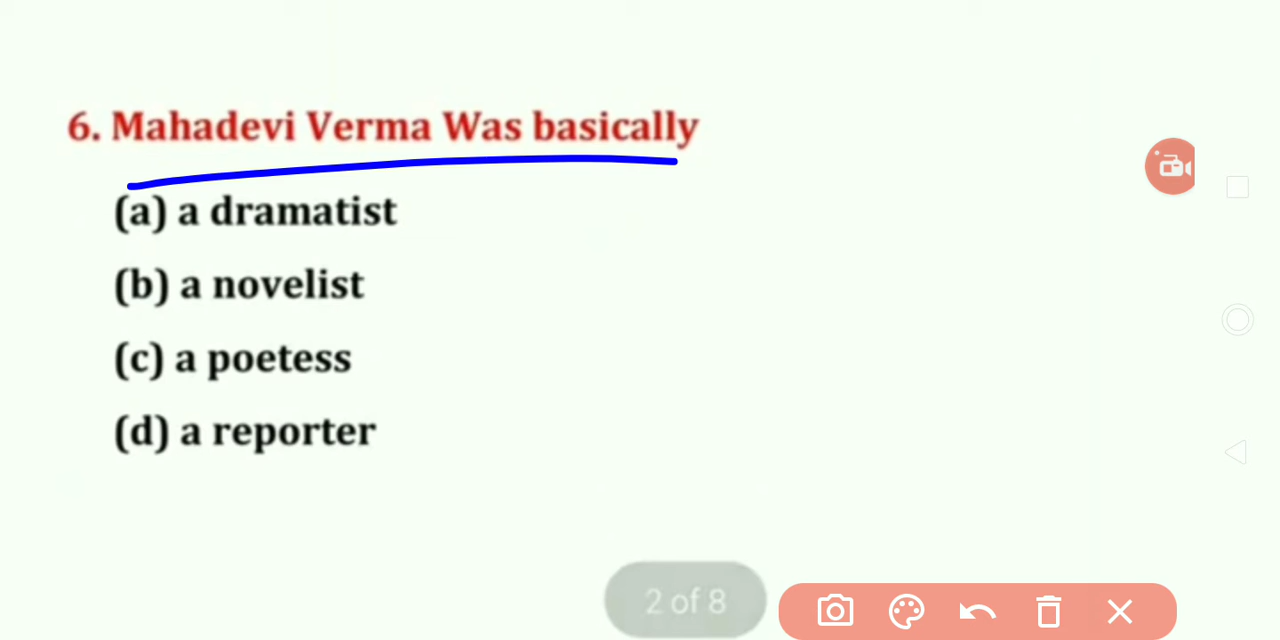 6. Mahadevi Verma Was basically
(a) a dramatist
(b) a novelist
(c) a poetess
(d) a reporter
2 of 8